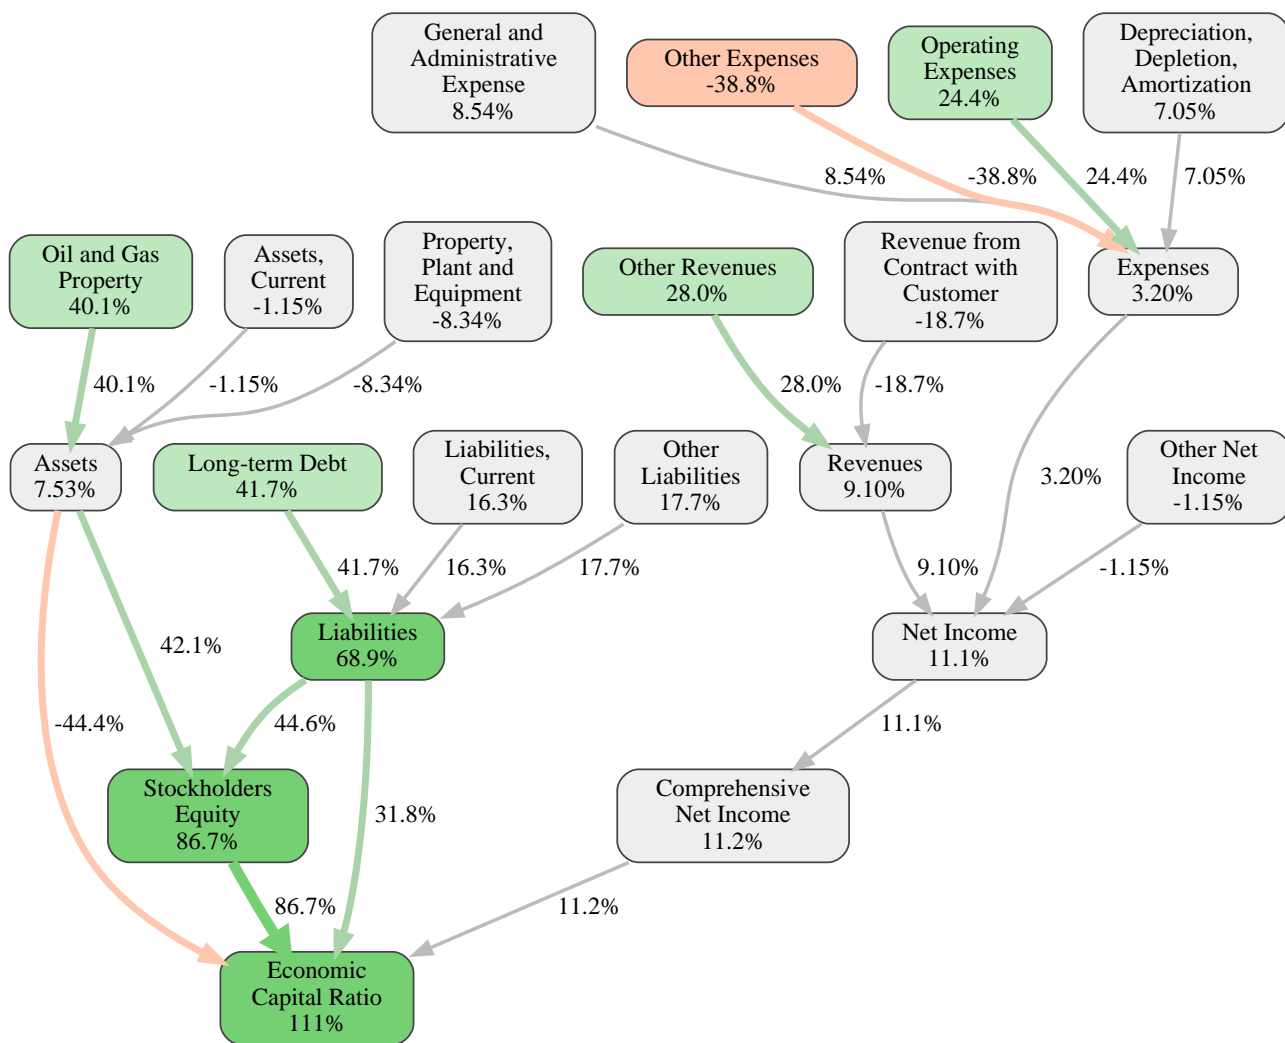 General and
Administrative
Expense
8.54%
Other Expenses
-38.8%
Operating
Expenses
24.4%
Depreciation,
Depletion,
Amortization
7.05%
8.54%
-38.8%
24.4%
7.05%
Oil and Gas
Property
40.1%
Assets,
Current
-1.15%
Property,
Plant and
Equipment
-8.34%
Other Revenues
28.0%
Revenue from
Contract with
Customer
-18.7%
Expenses
3.20%
40.1%
-1.15%
-8.34%
28.0%
-18.7%
Assets
7.53%
Long-term Debt
41.7%
Liabilities,
Current
16.3%
Other
Liabilities
17.7%
Revenues
9.10%
3.20%
Other Net
Income
-1.15%
41.7%
16.3%
17.7%
9.10%
-1.15%
42.1%
Liabilities
68.9%
Net Income
11.1%
-44.4%
44.6%
11.1%
Stockholders
Equity
86.7%
31.8%
Comprehensive
Net Income
11.2%
86.7%
11.2%
Economic
Capital Ratio
111%